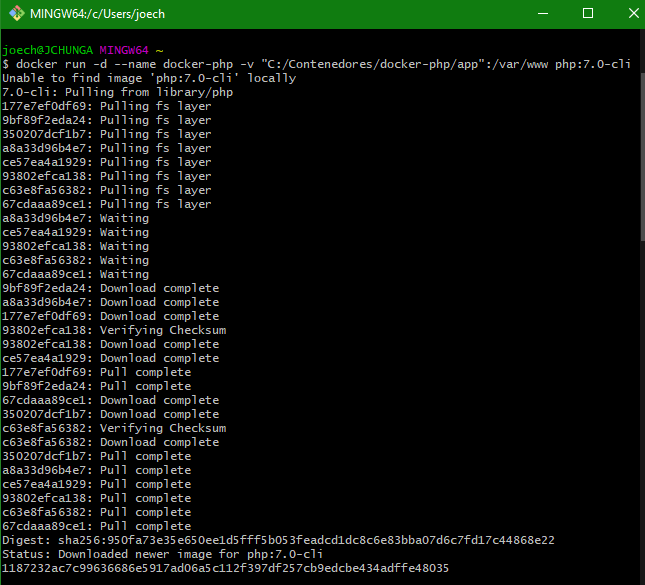 MINGW64:/c/Users/joech
joech@JCHUNGA MINGW64 ~
$ docker run -d --name docker-php -v "C:/Contenedores/docker-php/app":/var/www php:7.0-cli
Unable to find image 'php:7.0-cli' locally
7.0-cli: Pulling from library/php
177e7ef0df69: Pulling fs layer
9bf89f2eda24: Pulling fs layer
350207dcf1b7: Pulling fs layer
a8a33d96b4e7: Pulling fs layer
ce57ea4a1929: Pulling fs layer
93802efca138: Pulling fs layer
c63e8fa56382: Pulling fs layer
67cdaaa89ce1: Pulling fs layer
a8a33d96b4e7: Waiting
ce57ea4a1929: Waiting
93802efca138: Waiting
c63e8fa56382: Waiting
67cdaaa89ce1: Waiting
9bf89f2eda24: Download complete
a8a33d96b4e7: Download complete
177e7ef0df69: Download complete
93802efca138: Verifying Checksum
93802efca138: Download complete
ce57ea4a1929: Download complete
177e7ef0df69: Pull complete
9bf89f2eda24: Pull complete
67cdaaa89ce1: Download complete
350207dcf1b7: Download complete
c63e8fa56382: Verifying Checksum
c63e8fa56382: Download complete
350207dcf1b7: Pull complete
a8a33d96b4e7: Pull complete
ce57ea4a1929: Pull complete
93802efca138: Pull complete
c63e8fa56382: Pull complete
67cdaaa89ce1: Pull complete
Digest: sha256:950fa73e35e650ee1d5fff5b053feadcd1dc8c6e83bba07d6c7fd17c44868e22
Status: Downloaded newer image for php:7.0-cli
1187232ac7c99636686e5917ad06a5c112f397df257cb9edcbe434adffe48035